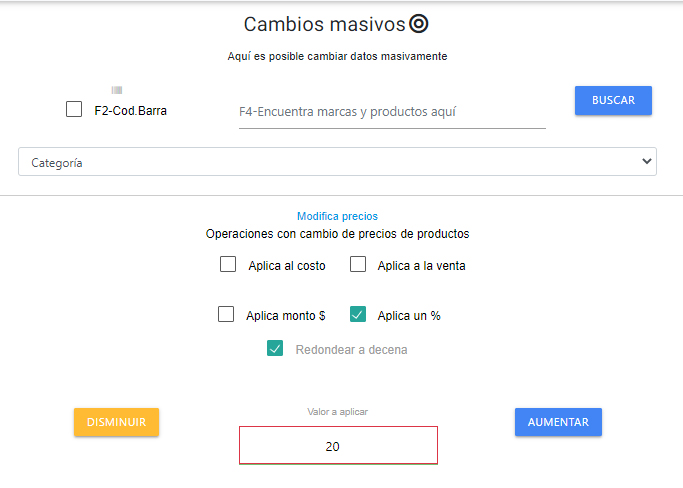 Cambios masivos
Aquí es posible cambiar datos masivamente
F2-Cod.Barra
F4-Encuentra marcas y productos aquí
BUSCAR
Categoría
Modifica precios
Operaciones con cambio de precios de productos
Aplica al costo
Aplica a la venta
Aplica monto $
Aplica un %
Redondear a decena
DISMINUIR
Valor a aplicar
20
AUMENTAR